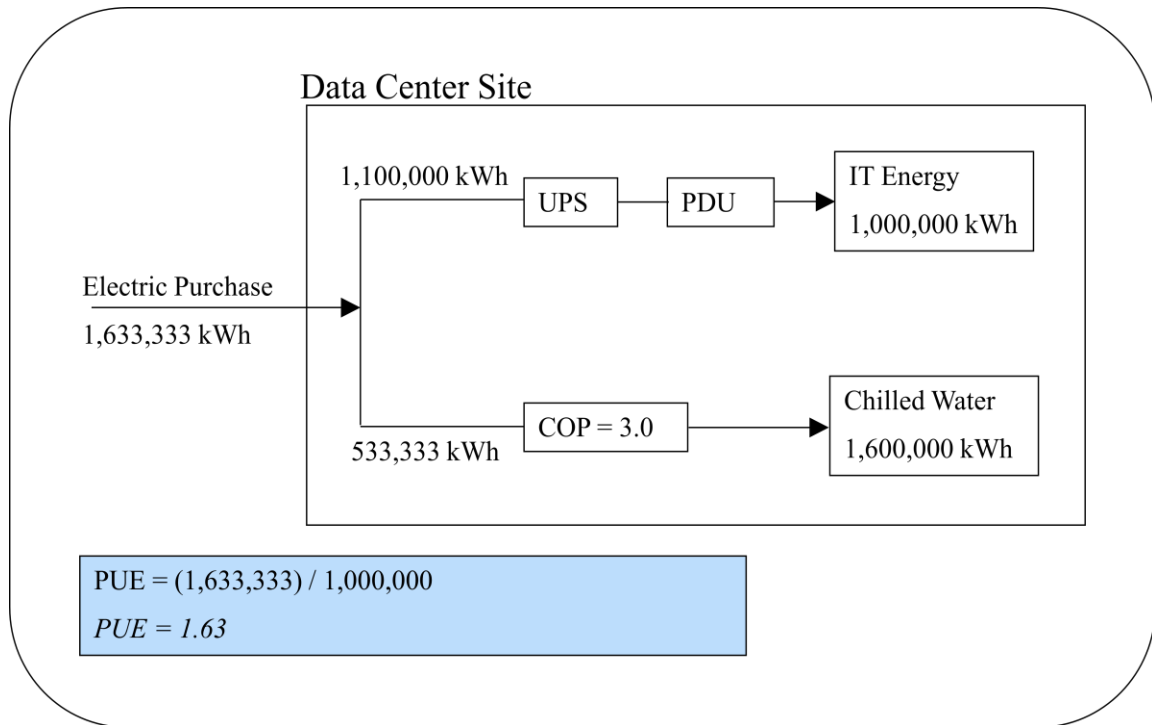 Data Center Site
1,100,000 kWh
UPS
PDU
IT Energy
1,000,000 kWh
Electric Purchase
1,633,333 kWh
533,333 kWh
COP = 3.0
Chilled Water
1,600,000 kWh
PUE = (1,633,333) / 1,000,000
PUE = 1.63